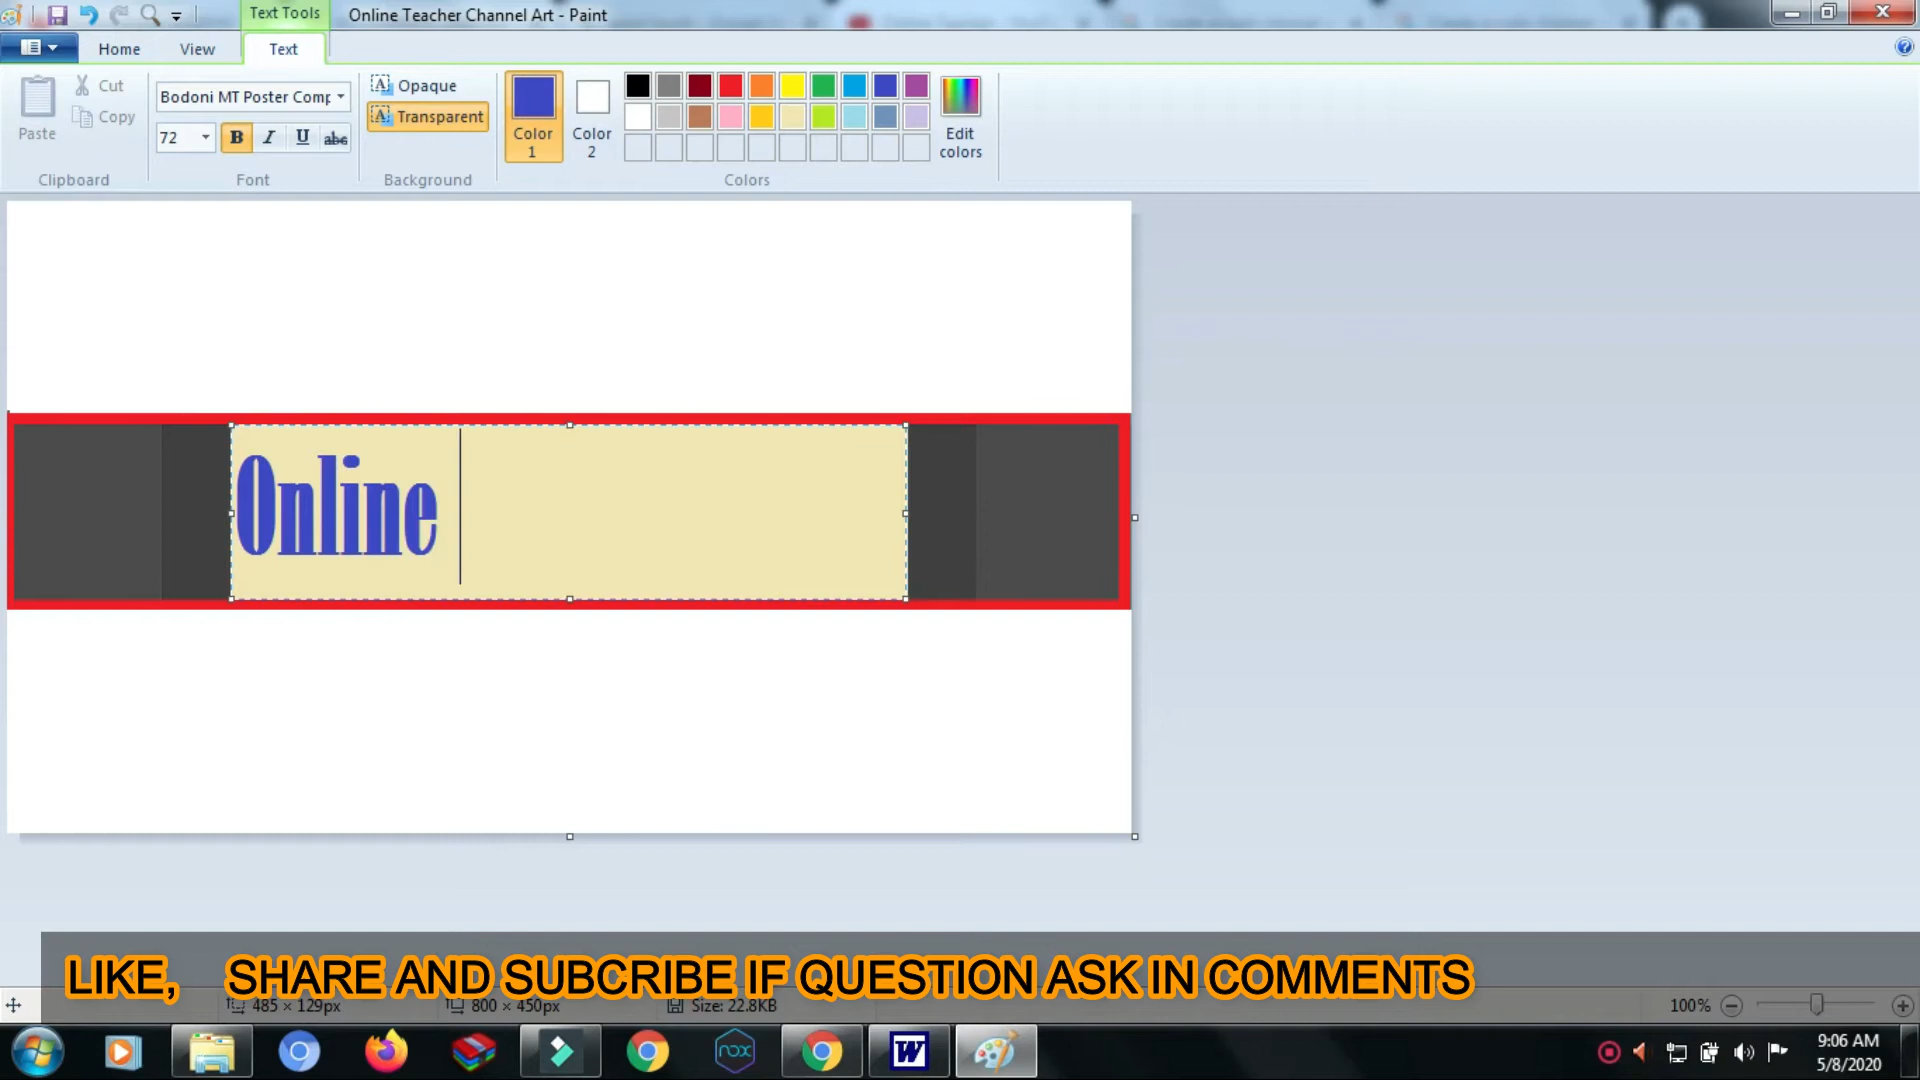 Text Tools
Online Teacher Channel Art - Paint
Home View Text
Paste
Cut
Copy
Clipboard
Bodoni MT Poster Comp
72 B I U abc
Font
Opaque
Transparent
Background
Color 1
Color 2
Edit colors
Colors
Online
LIKE, SHARE AND SUBCRIBE IF QUESTION ASK IN COMMENTS
485 × 129px 800 × 450px Size: 22.8KB 100%
nox
W
9:06 AM
5/8/2020